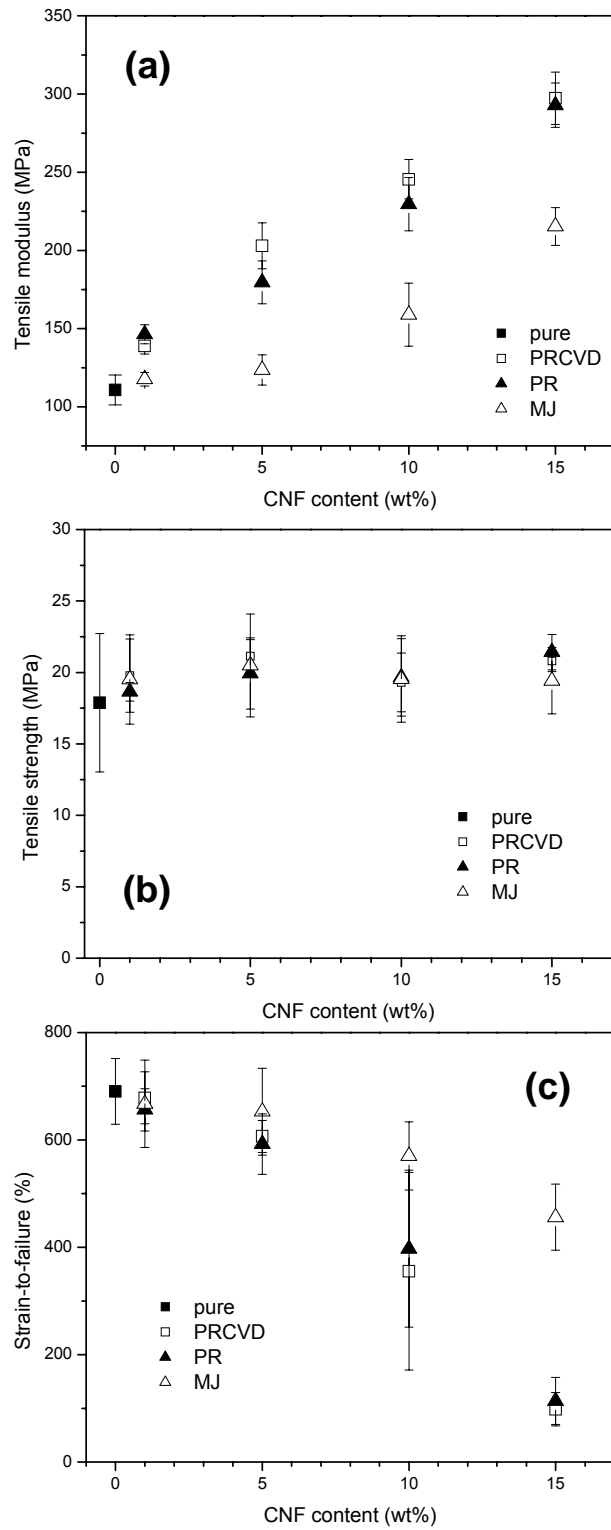 350
300
250
200
150
100
Tensile modulus (MPa)
(a)
pure
PRCVD
PR
MJ
0 5 10 15
CNF content (wt%)
30
25
20
15
10
5
0
Tensile strength (MPa)
pure
PRCVD
PR
MJ
(b)
0 5 10 15
CNF content (wt%)
800
600
400
200
0
Strain-to-failure (%)
(c)
pure
PRCVD
PR
MJ
0 5 10 15
CNF content (wt%)